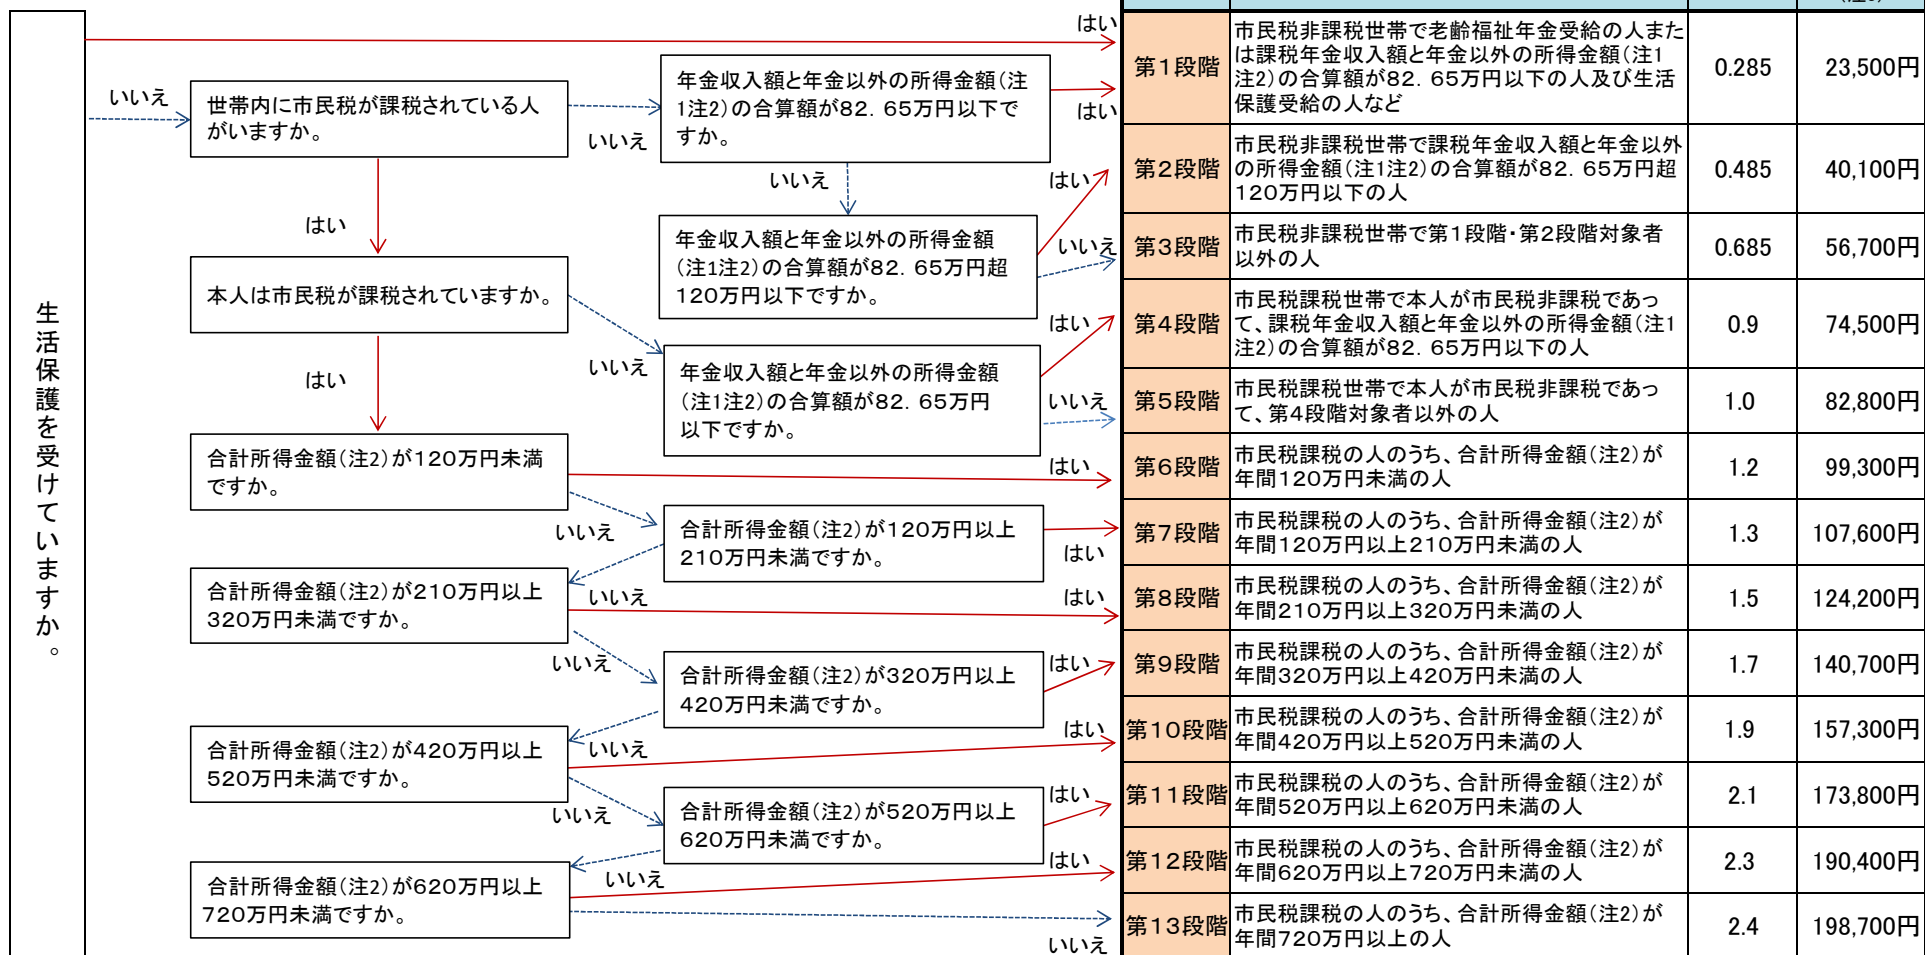 生活保護を受けていますか。
はい
いいえ
世帯内に市民税が課税されている人
がいますか。
いいえ
年金収入額と年金以外の所得金額(注
1注2)の合算額が82.65万円以下で
すか。
はい
いいえ
はい
年金収入額と年金以外の所得金額
(注1注2)の合算額が82.65万円超
120万円以下ですか。
はい
いいえ
本人は市民税が課税されていますか。
いいえ
はい
年金収入額と年金以外の所得金額
(注1注2)の合算額が82.65万円
以下ですか。
はい
いいえ
合計所得金額(注2)が120万円未満
ですか。
はい
いいえ
合計所得金額(注2)が120万円以上
210万円未満ですか。
はい
いいえ
合計所得金額(注2)が210万円以上
320万円未満ですか。
はい
いいえ
合計所得金額(注2)が320万円以上
420万円未満ですか。
はい
いいえ
合計所得金額(注2)が420万円以上
520万円未満ですか。
はい
いいえ
合計所得金額(注2)が520万円以上
620万円未満ですか。
はい
いいえ
合計所得金額(注2)が620万円以上
720万円未満ですか。
はい
いいえ
第1段階
市民税非課税世帯で老齢福祉年金受給の人また
は課税年金収入額と年金以外の所得金額(注1
注2)の合算額が82.65万円以下の人及び生活
保護受給の人など
0.285
23,500円
第2段階
市民税非課税世帯で課税年金収入額と年金以外
の所得金額(注1注2)の合算額が82.65万円超
120万円以下の人
0.485
40,100円
第3段階
市民税非課税世帯で第1段階・第2段階対象者
以外の人
0.685
56,700円
第4段階
市民税課税世帯で本人が市民税非課税であっ
て、課税年金収入額と年金以外の所得金額(注1
注2)の合算額が82.65万円以下の人
0.9
74,500円
第5段階
市民税課税世帯で本人が市民税非課税であっ
て、第4段階対象者以外の人
1.0
82,800円
第6段階
市民税課税の人のうち、合計所得金額(注2)が
年間120万円未満の人
1.2
99,300円
第7段階
市民税課税の人のうち、合計所得金額(注2)が
年間120万円以上210万円未満の人
1.3
107,600円
第8段階
市民税課税の人のうち、合計所得金額(注2)が
年間210万円以上320万円未満の人
1.5
124,200円
第9段階
市民税課税の人のうち、合計所得金額(注2)が
年間320万円以上420万円未満の人
1.7
140,700円
第10段階
市民税課税の人のうち、合計所得金額(注2)が
年間420万円以上520万円未満の人
1.9
157,300円
第11段階
市民税課税の人のうち、合計所得金額(注2)が
年間520万円以上620万円未満の人
2.1
173,800円
第12段階
市民税課税の人のうち、合計所得金額(注2)が
年間620万円以上720万円未満の人
2.3
190,400円
第13段階
市民税課税の人のうち、合計所得金額(注2)が
年間720万円以上の人
2.4
198,700円